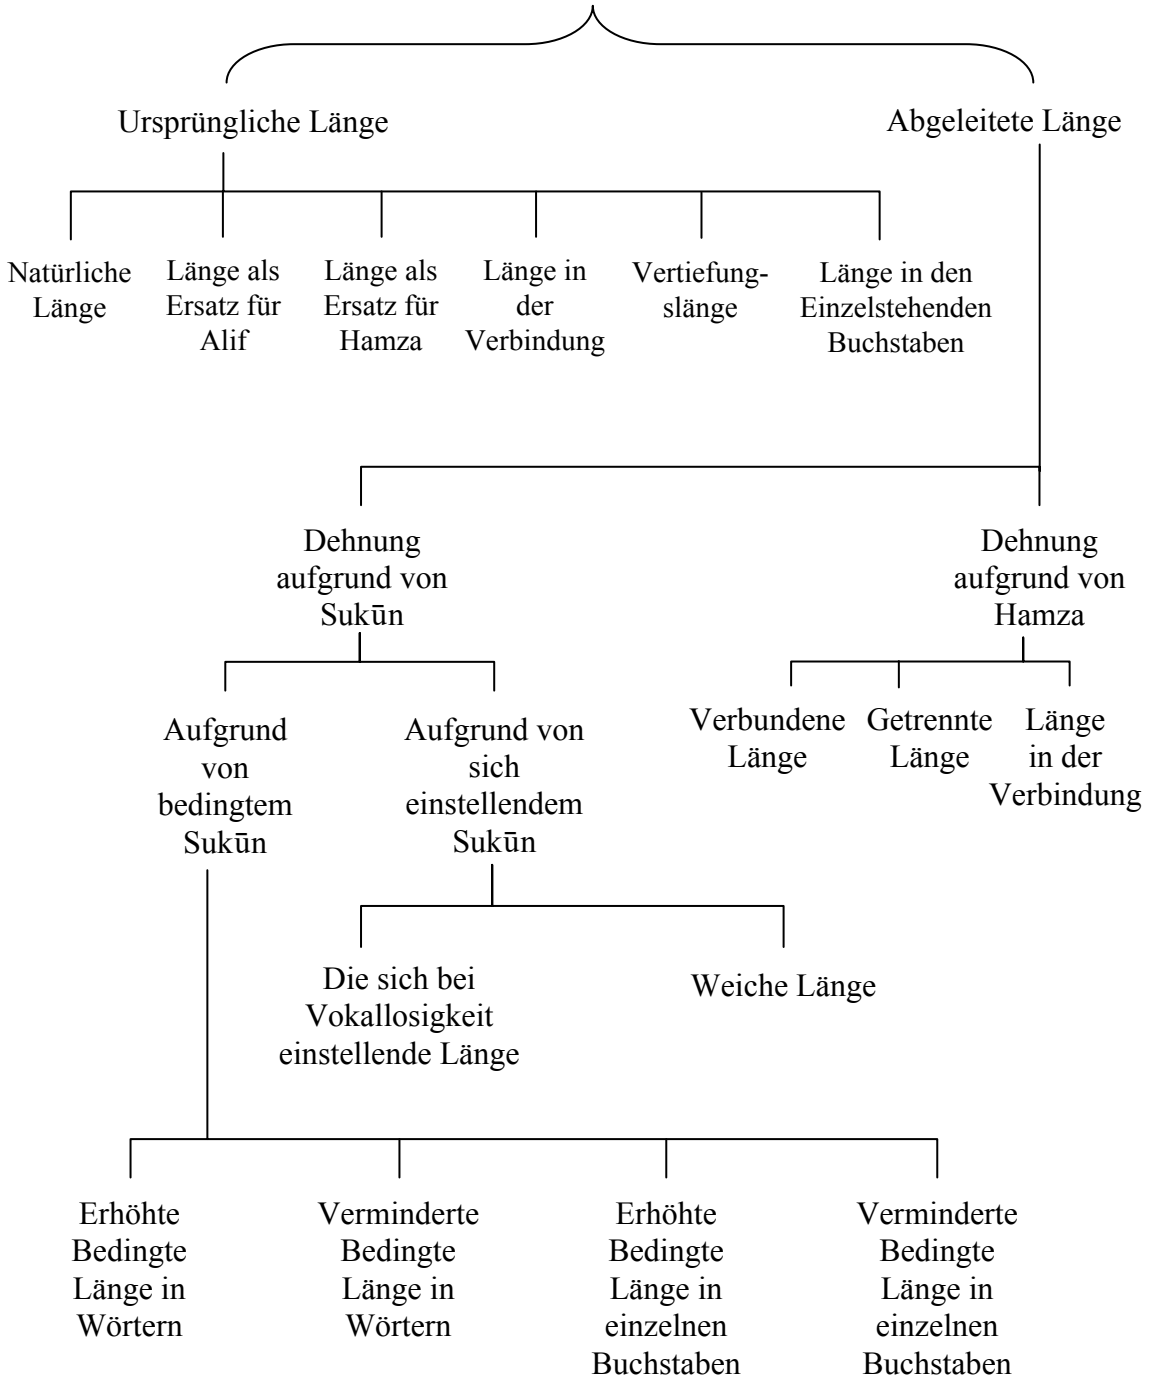 Ursprüngliche Länge
Abgeleitete Länge
Natürliche
Länge
Länge als
Ersatz für
Alif
Länge als
Ersatz für
Hamza
Länge in
der
Verbindung
Vertiefung-
slänge
Länge in den
Einzelstehenden
Buchstaben
Dehnung
aufgrund von
Sukūn
Dehnung
aufgrund von
Hamza
Aufgrund
von
bedingtem
Sukūn
Aufgrund von
sich
einstellendem
Sukūn
Verbundene
Länge
Getrennte
Länge
Länge
in der
Verbindung
Die sich bei
Vokallosigkeit
einstellende Länge
Weiche Länge
Erhöhte
Bedingte
Länge in
Wörtern
Verminderte
Bedingte
Länge in
Wörtern
Erhöhte
Bedingte
Länge in
einzelnen
Buchstaben
Verminderte
Bedingte
Länge in
einzelnen
Buchstaben